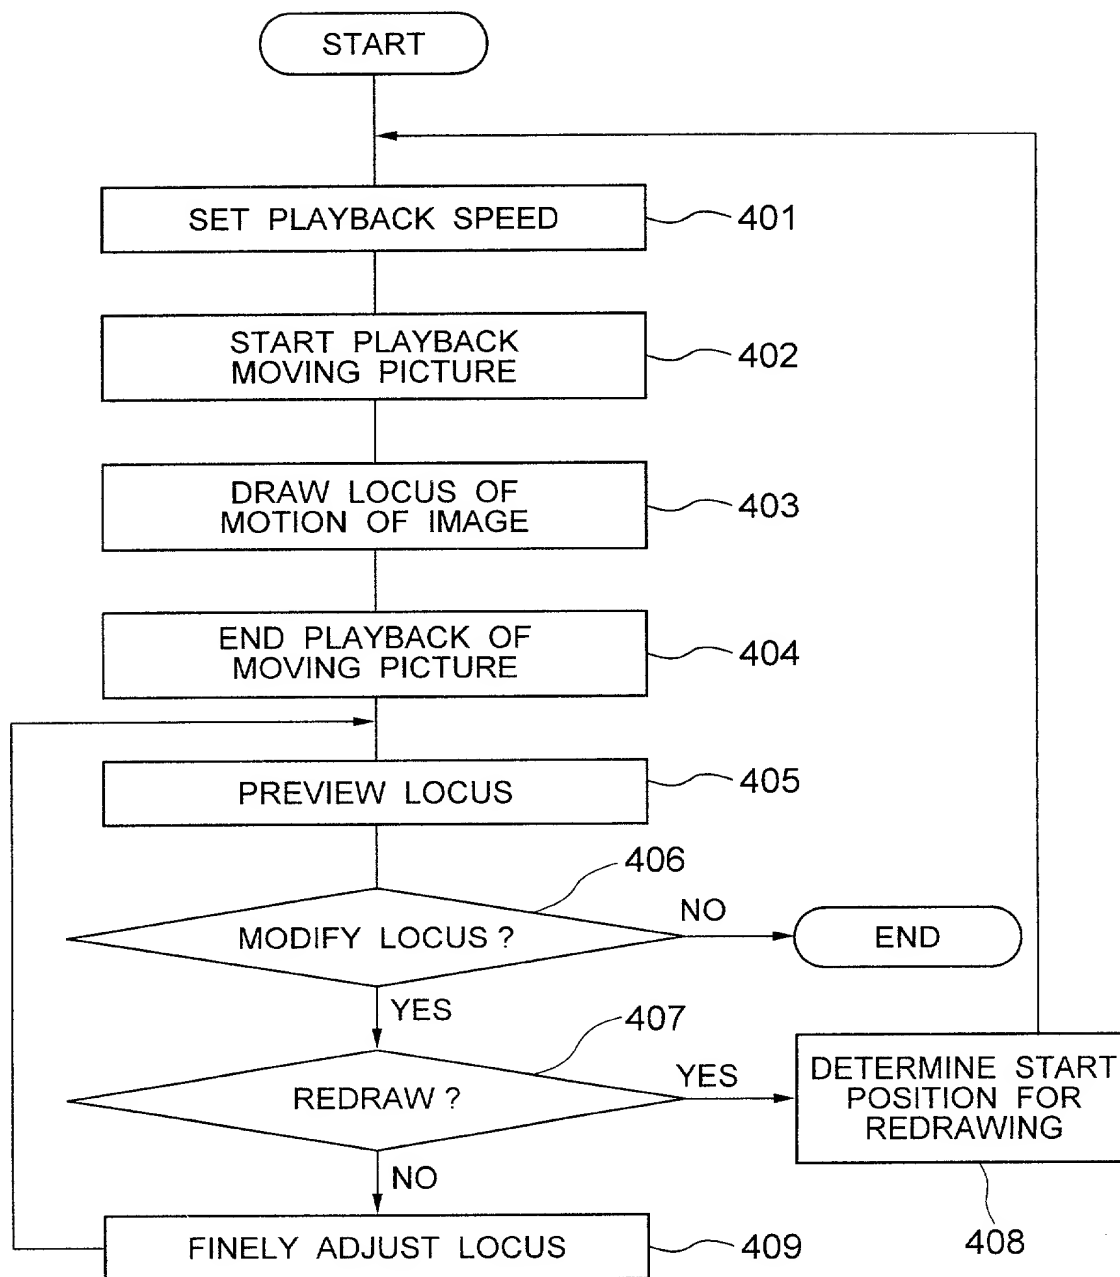 START
SET PLAYBACK SPEED
401
START PLAYBACK
MOVING PICTURE
402
DRAW LOCUS OF
MOTION OF IMAGE
403
END PLAYBACK OF
MOVING PICTURE
404
PREVIEW LOCUS
405
406
MODIFY LOCUS ?
NO
END
YES
407
REDRAW ?
YES
DETERMINE START
POSITION FOR
REDRAWING
408
NO
FINELY ADJUST LOCUS
409